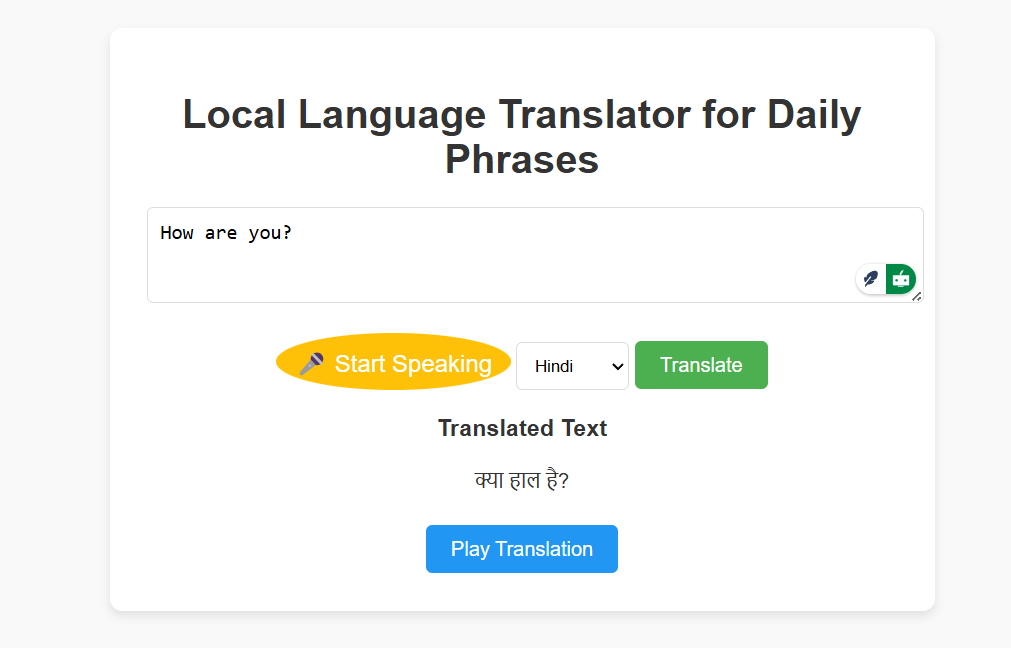 Local Language Translator for Daily
Phrases
How are you?
Start Speaking
Hindi
Translate
Translated Text
क्या हाल है?
Play Translation